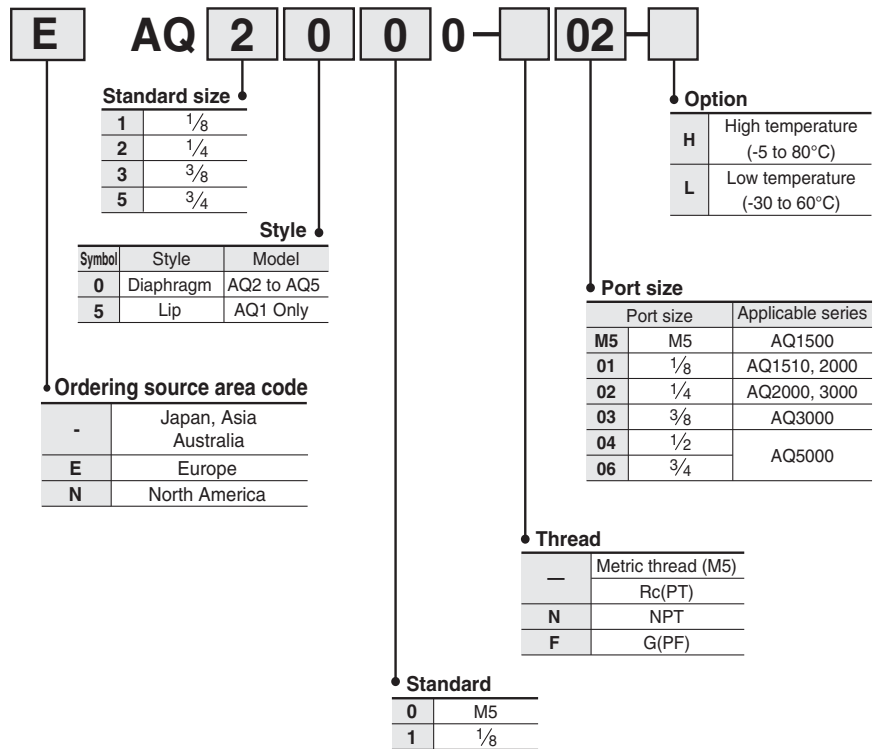 E AQ 2 0 0 0 - 02 -
Standard size
1 1/8
2 1/4
3 3/8
5 3/4
Option
H High temperature
(-5 to 80°C)
L Low temperature
(-30 to 60°C)
Style
Symbol Style Model
0 Diaphragm AQ2 to AQ5
5 Lip AQ1 Only
Port size
Port size Applicable series
M5 M5 AQ1500
01 1/8 AQ1510, 2000
02 1/4 AQ2000, 3000
03 3/8 AQ3000
04 1/2 AQ5000
06 3/4
Ordering source area code
- Japan, Asia
Australia
E Europe
N North America
Thread
— Metric thread (M5)
Rc(PT)
N NPT
F G(PF)
Standard
0 M5
1 1/8